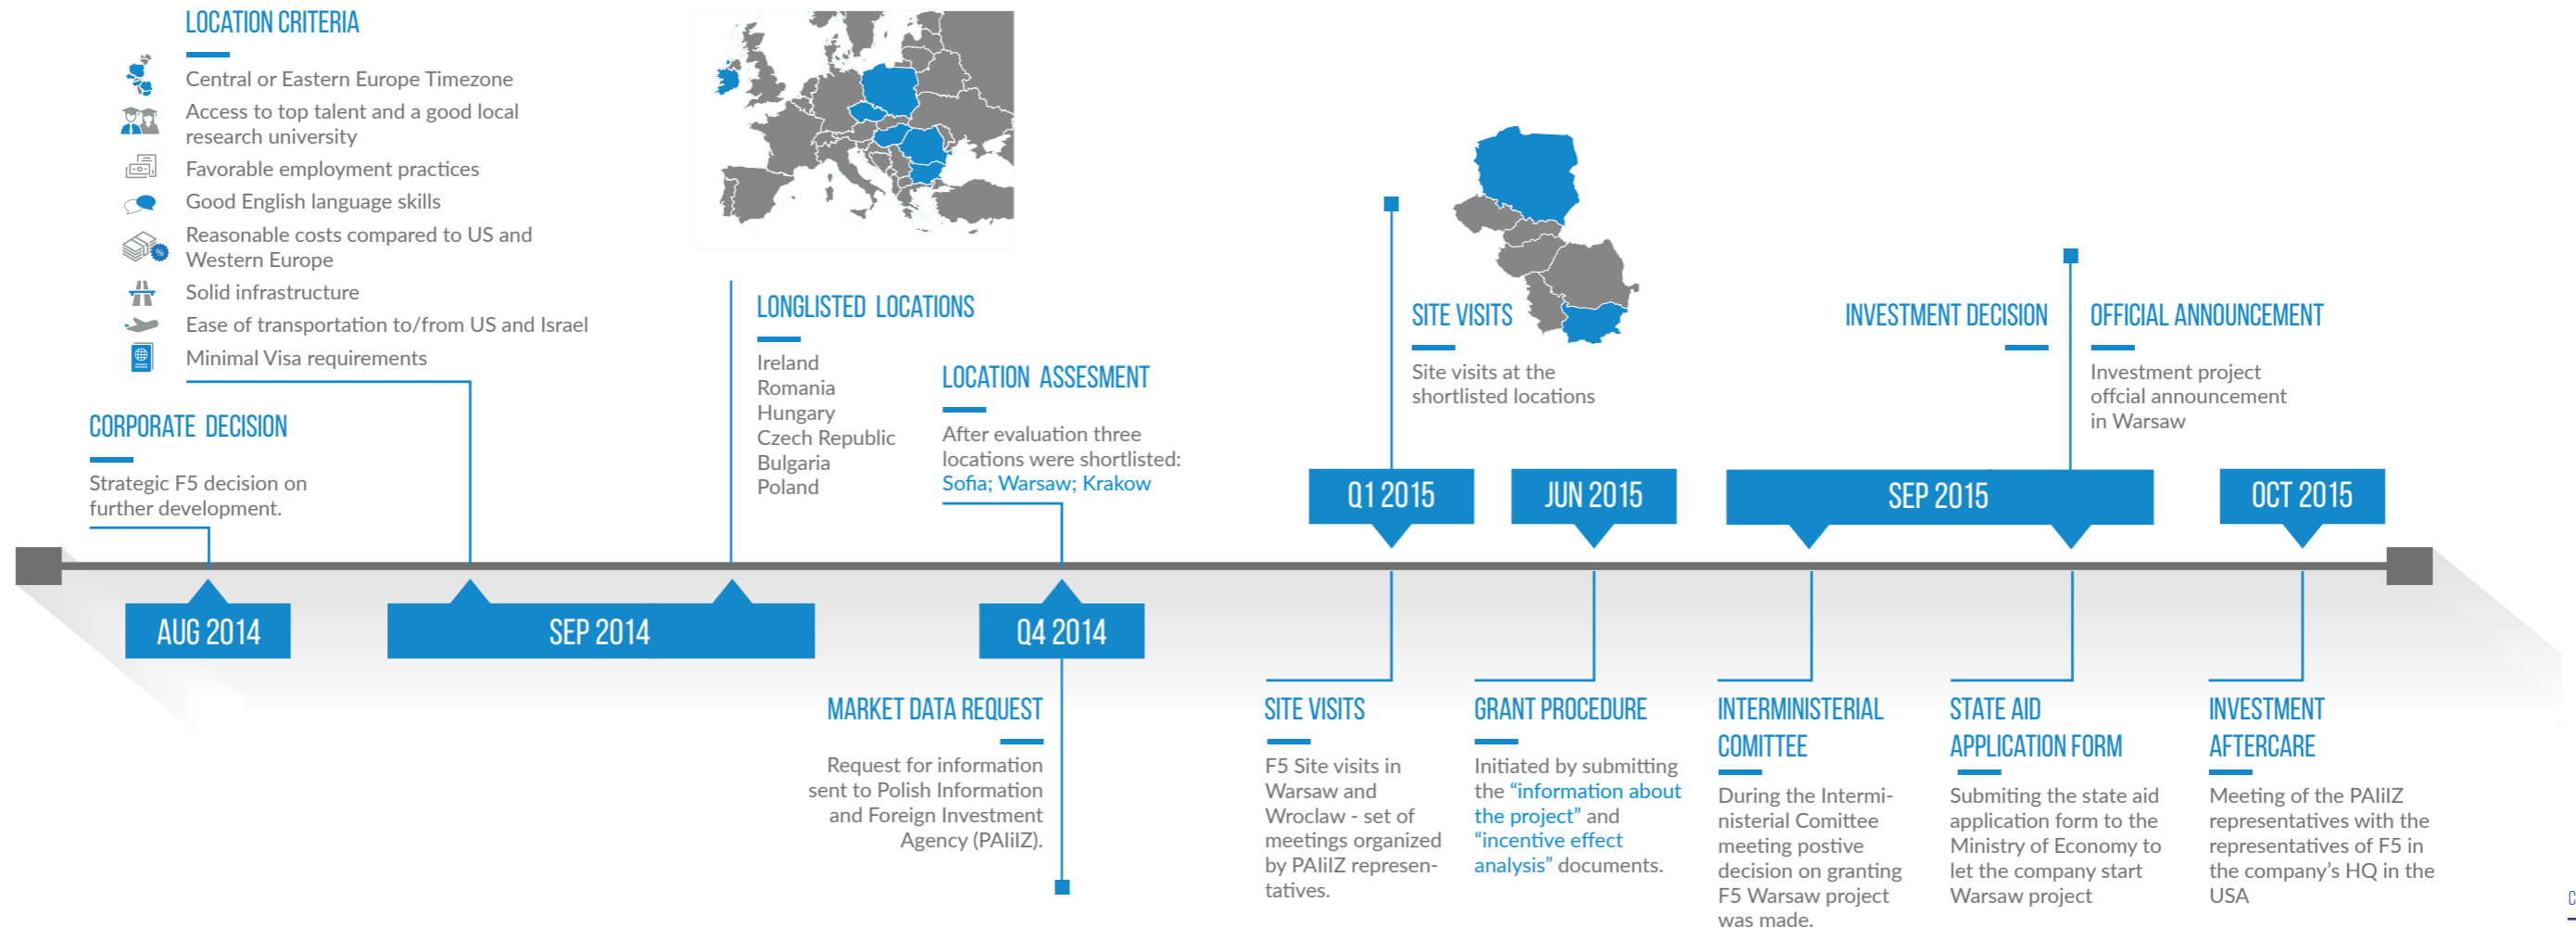 LOCATION CRITERIA
Central or Eastern Europe Timezone
Access to top talent and a good local
research university
Favorable employment practices
Good English language skills
Reasonable costs compared to US and
Western Europe
%
Solid infrastructure
Ease of transportation to/from US and Israel
Minimal Visa requirements
CORPORATE DECISION
Strategic F5 decision on
further development.
LONGLISTED LOCATIONS
Ireland
Romania
Hungary
Czech Republic
Bulgaria
Poland
LOCATION ASSESMENT
After evaluation three
locations were shortlisted:
Sofia; Warsaw; Krakow
SITE VISITS
Site visits at the
shortlisted locations
INVESTMENT DECISION
OFFICIAL ANNOUNCEMENT
Investment project
offcial announcement
in Warsaw
AUG 2014
SEP 2014
Q4 2014
Q1 2015
JUN 2015
SEP 2015
OCT 2015
MARKET DATA REQUEST
Request for information
sent to Polish Information
and Foreign Investment
Agency (PAIiIZ).
SITE VISITS
F5 Site visits in
Warsaw and
Wroclaw - set of
meetings organized
by PAIiIZ represen-
tatives.
GRANT PROCEDURE
Initiated by submitting
the “information about
the project” and
“incentive effect
analysis” documents.
INTERMINISTERIAL
COMITTEE
During the Intermi-
nisterial Comittee
meeting postive
decision on granting
F5 Warsaw project
was made.
STATE AID
APPLICATION FORM
Submiting the state aid
application form to the
Ministry of Economy to
let the company start
Warsaw project
INVESTMENT
AFTERCARE
Meeting of the PAIiIZ
representatives with the
representatives of F5 in
the company’s HQ in the
USA